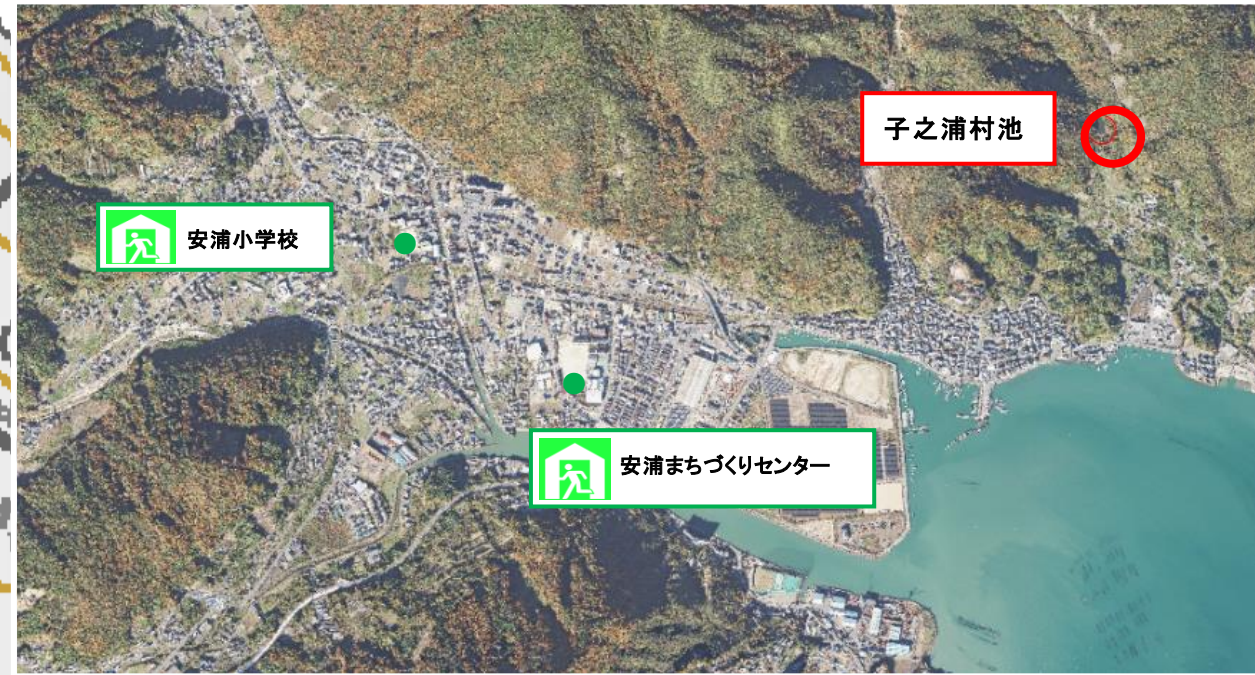 子之浦村池
安浦小学校
安浦まちづくりセンター